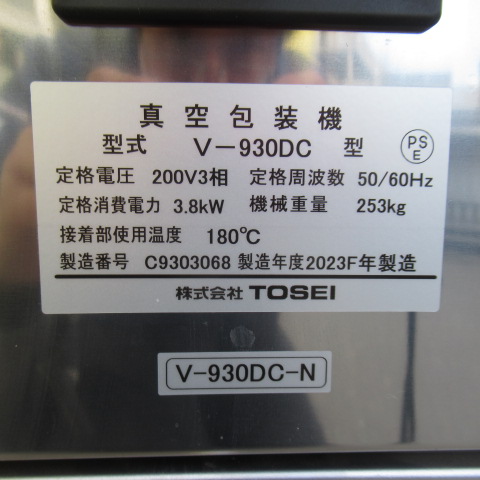 真空包装機
型式 V-930DC 型 PSE
定格電圧 200V3相 定格周波数 50/60Hz
定格消費電力 3.8kW 機械重量 253kg
接着部使用温度 180℃
製造番号 C9303068 製造年度2023F年製造
株式会社 TOSEI
V-930DC-N